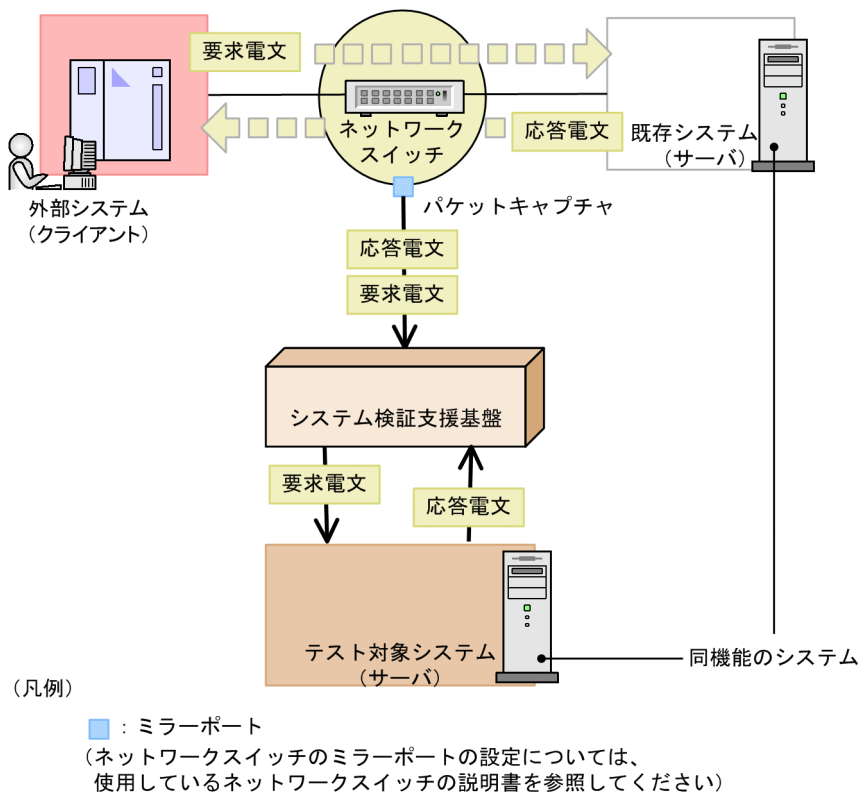 要求電文
ネットワーク
スイッチ
応答電文
既存システム
（サーバ）
外部システム
（クライアント）
パケットキャプチャ
応答電文
要求電文
システム検証支援基盤
要求電文
応答電文
テスト対象システム
（サーバ）
同機能のシステム
（凡例）
：ミラーポート
（ネットワークスイッチのミラーポートの設定については、
使用しているネットワークスイッチの説明書を参照してください）